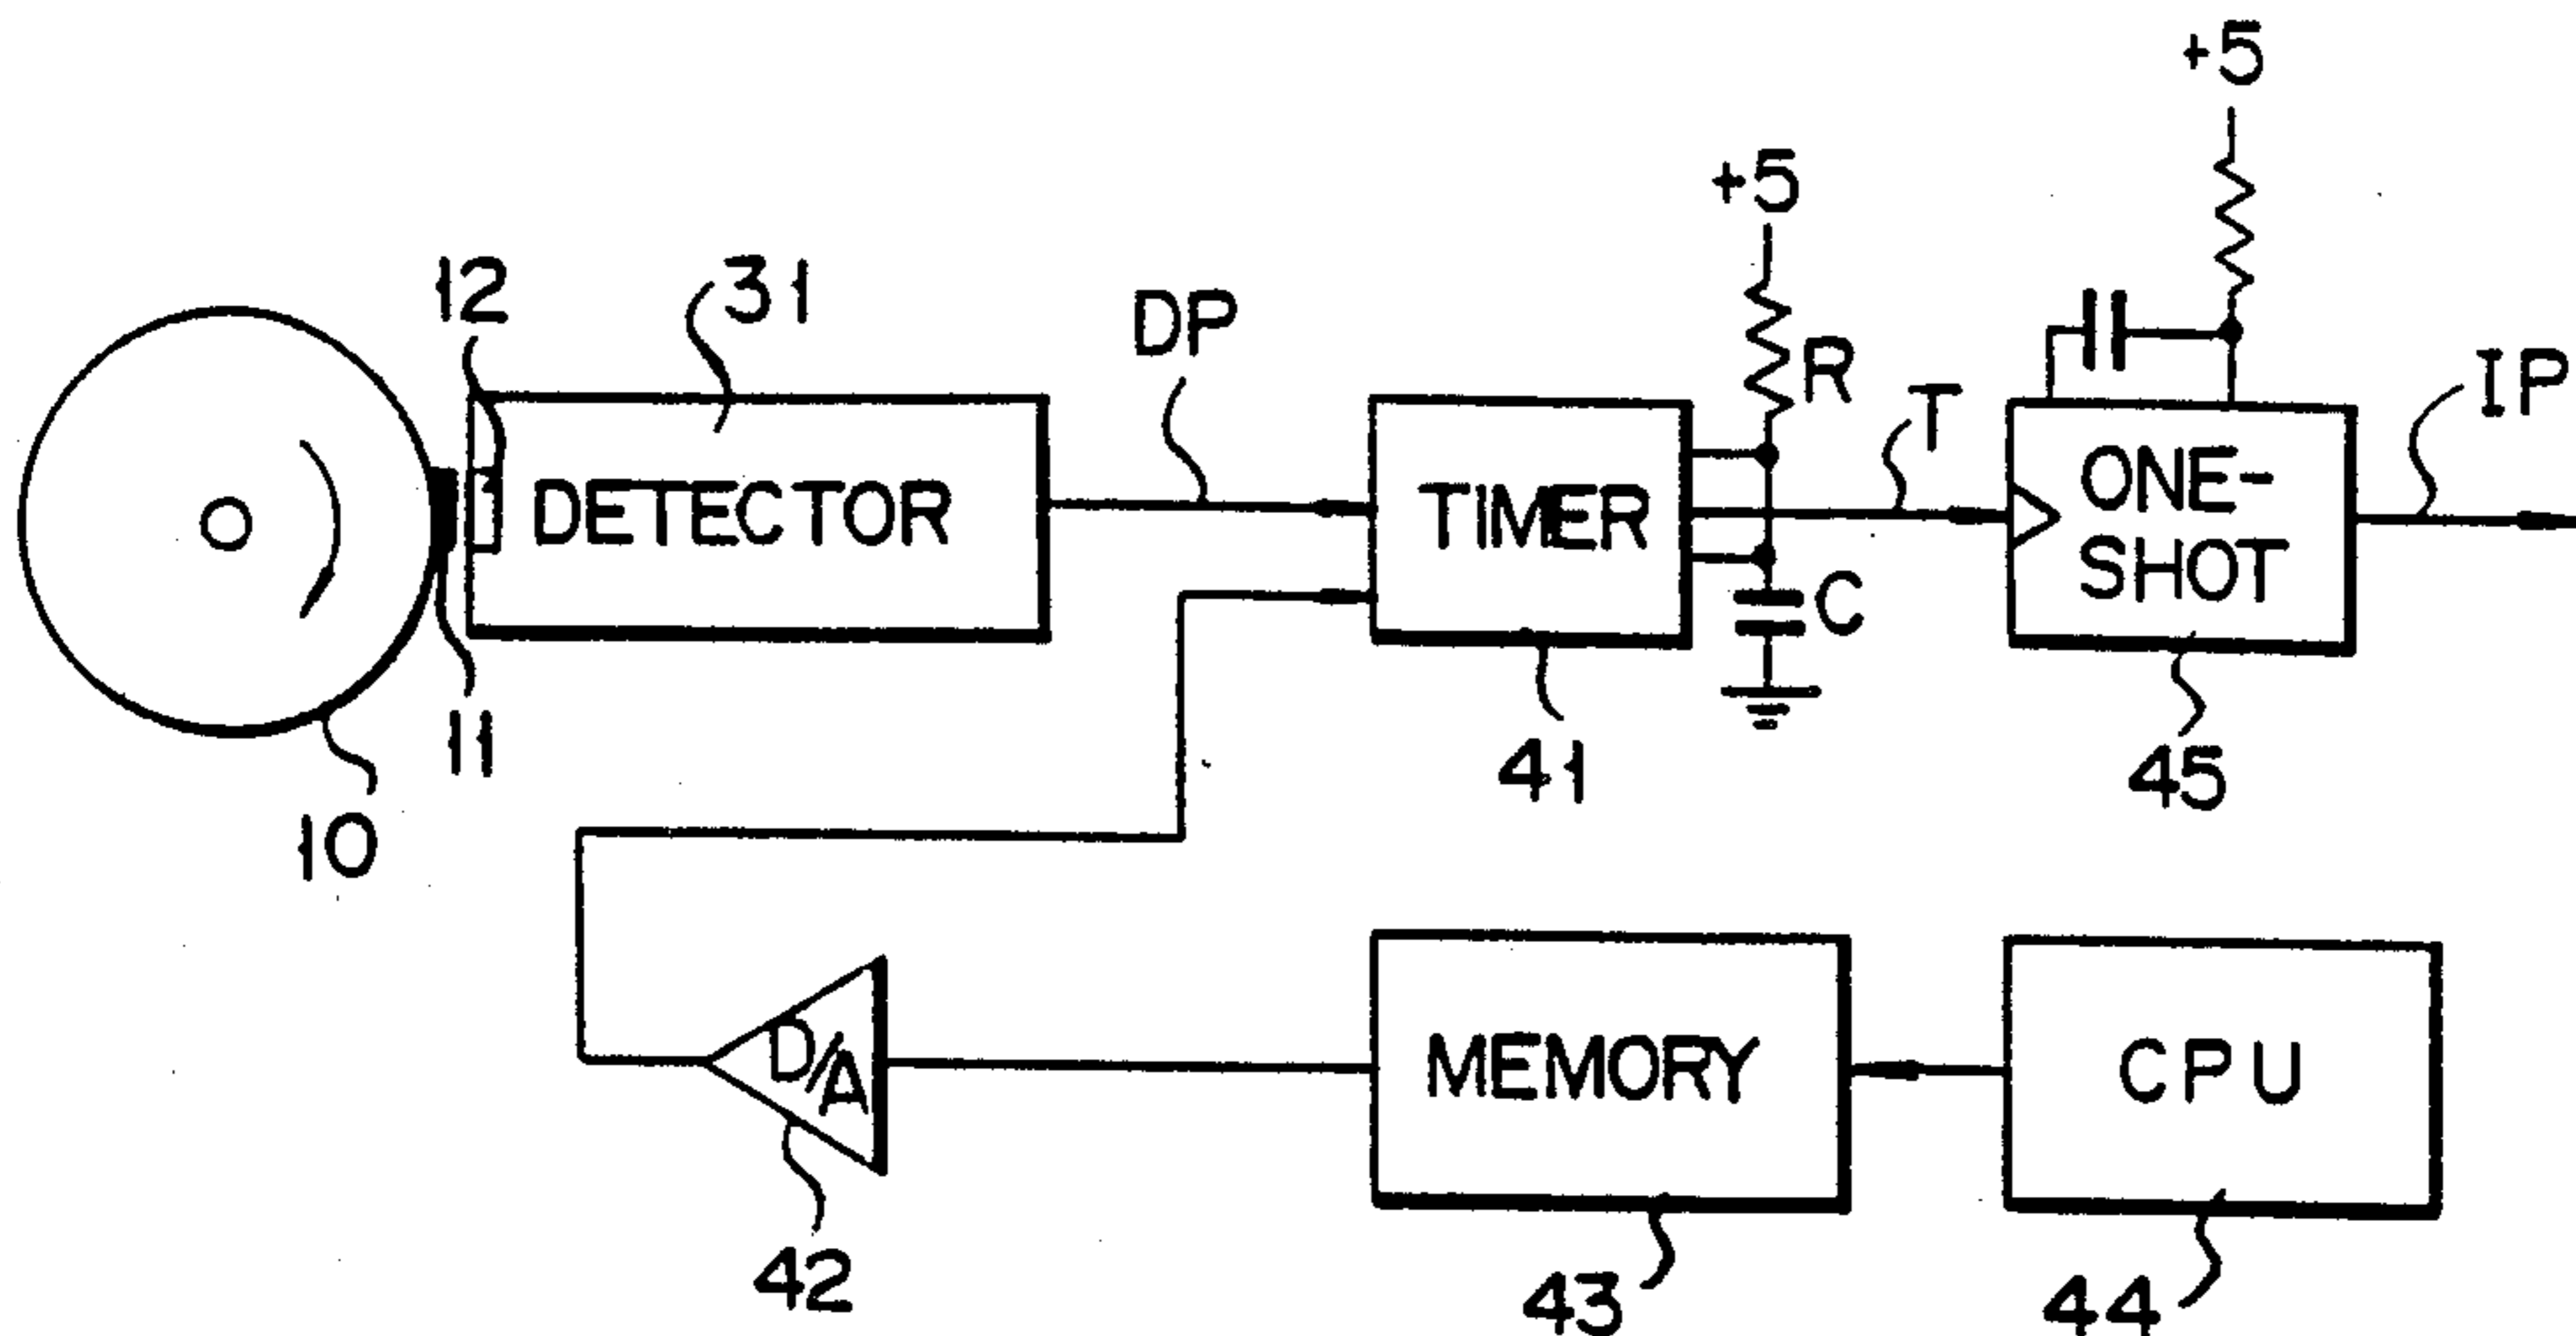 +5
+5
12
31
DP
R
T
IP
DETECTOR
TIMER
ONE-
SHOT
C
11
41
45
10
D/A
MEMORY
CPU
42
43
44